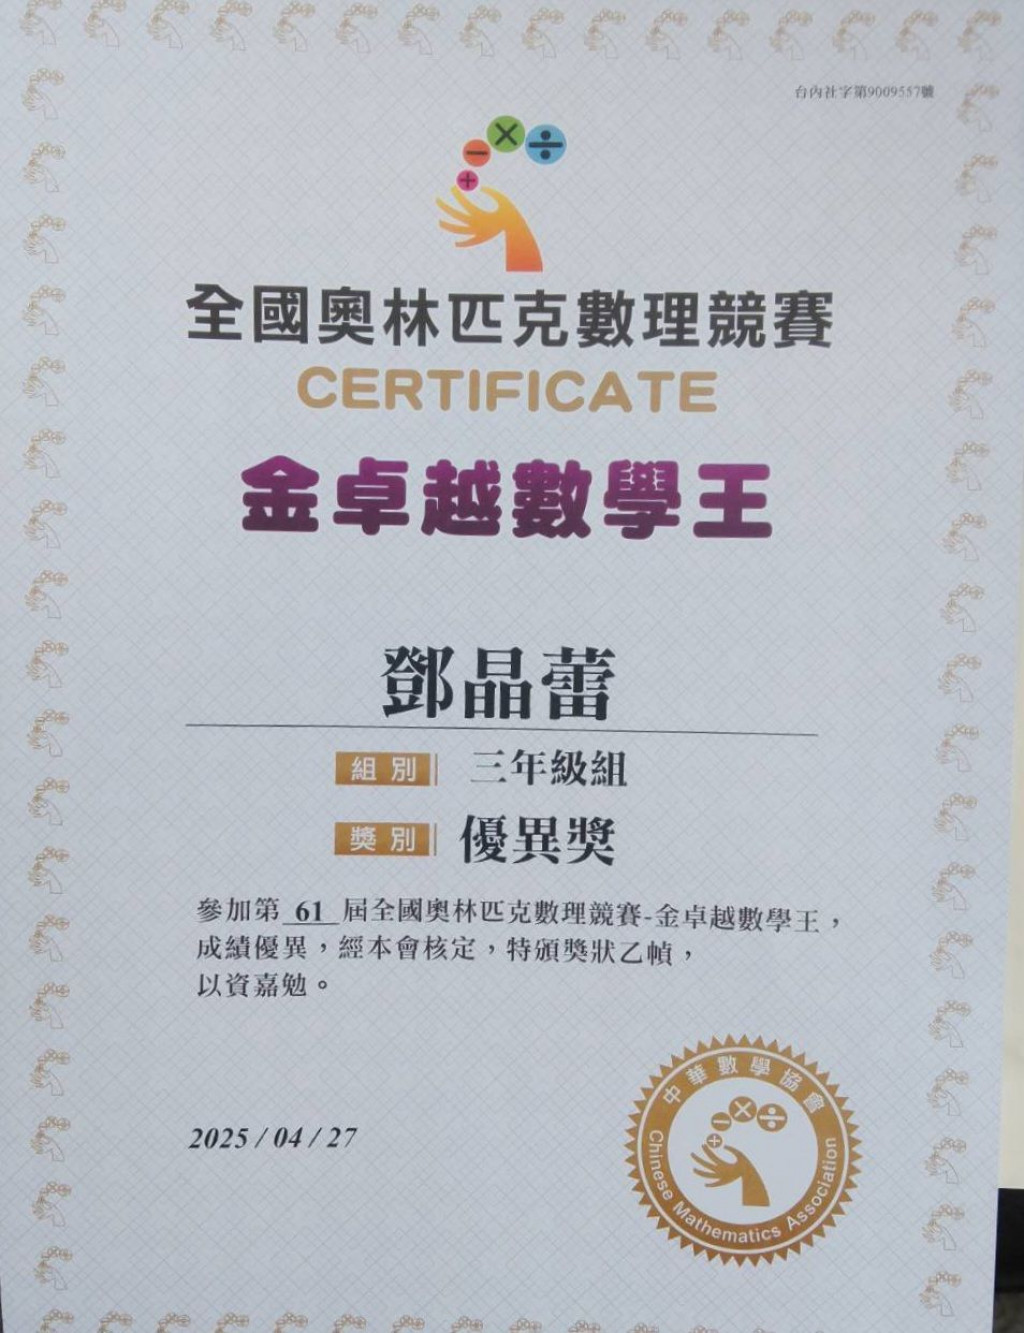 台內社字第9009557號
全國奧林匹克數理競賽
CERTIFICATE
金卓越數學王
鄧晶蕾
組別 三年級組
獎別 優異獎
參加第 61 屆全國奧林匹克數理競賽-金卓越數學王，
成績優異，經本會核定，特頒獎狀乙幀，
以資嘉勉。
中華數學協會
Chinese Mathematics Association
2025 / 04 / 27